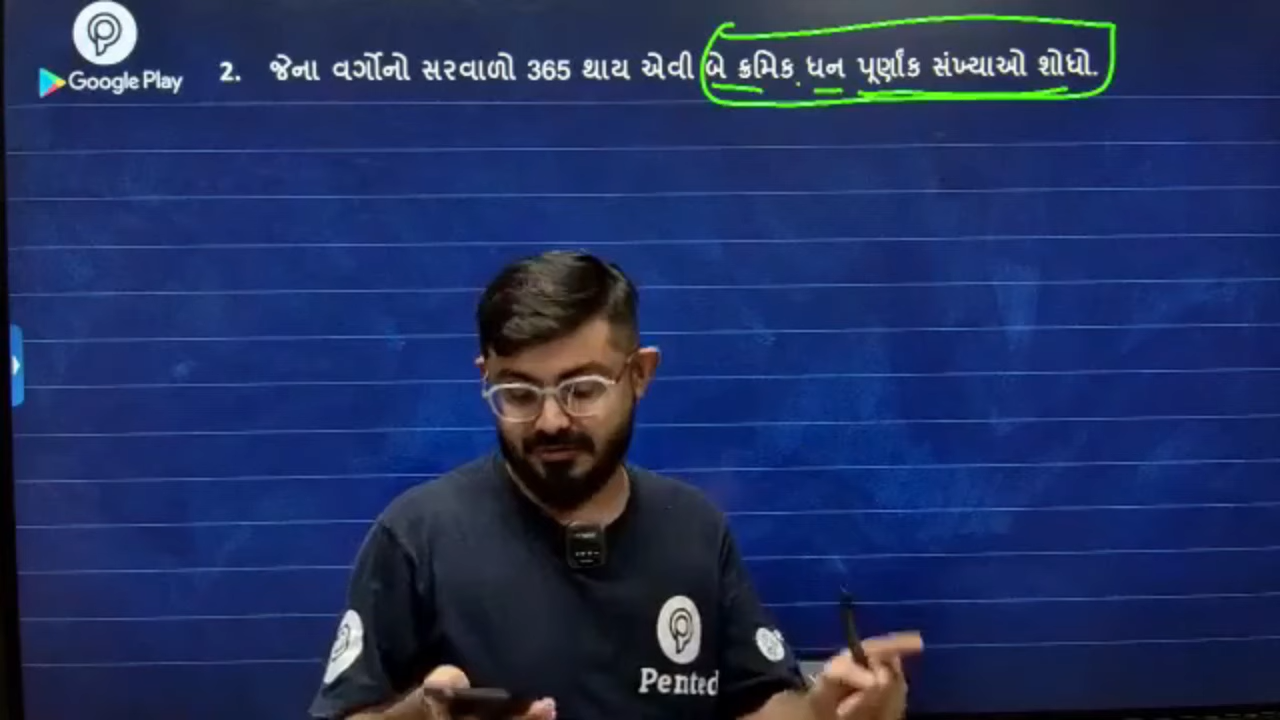 Google Play
2. જેના વર્ગોનો સરવાળો 365 થાય એવી બે ક્રમિક ધન પૂર્ણાંક સંખ્યાઓ શોધો.
Pented